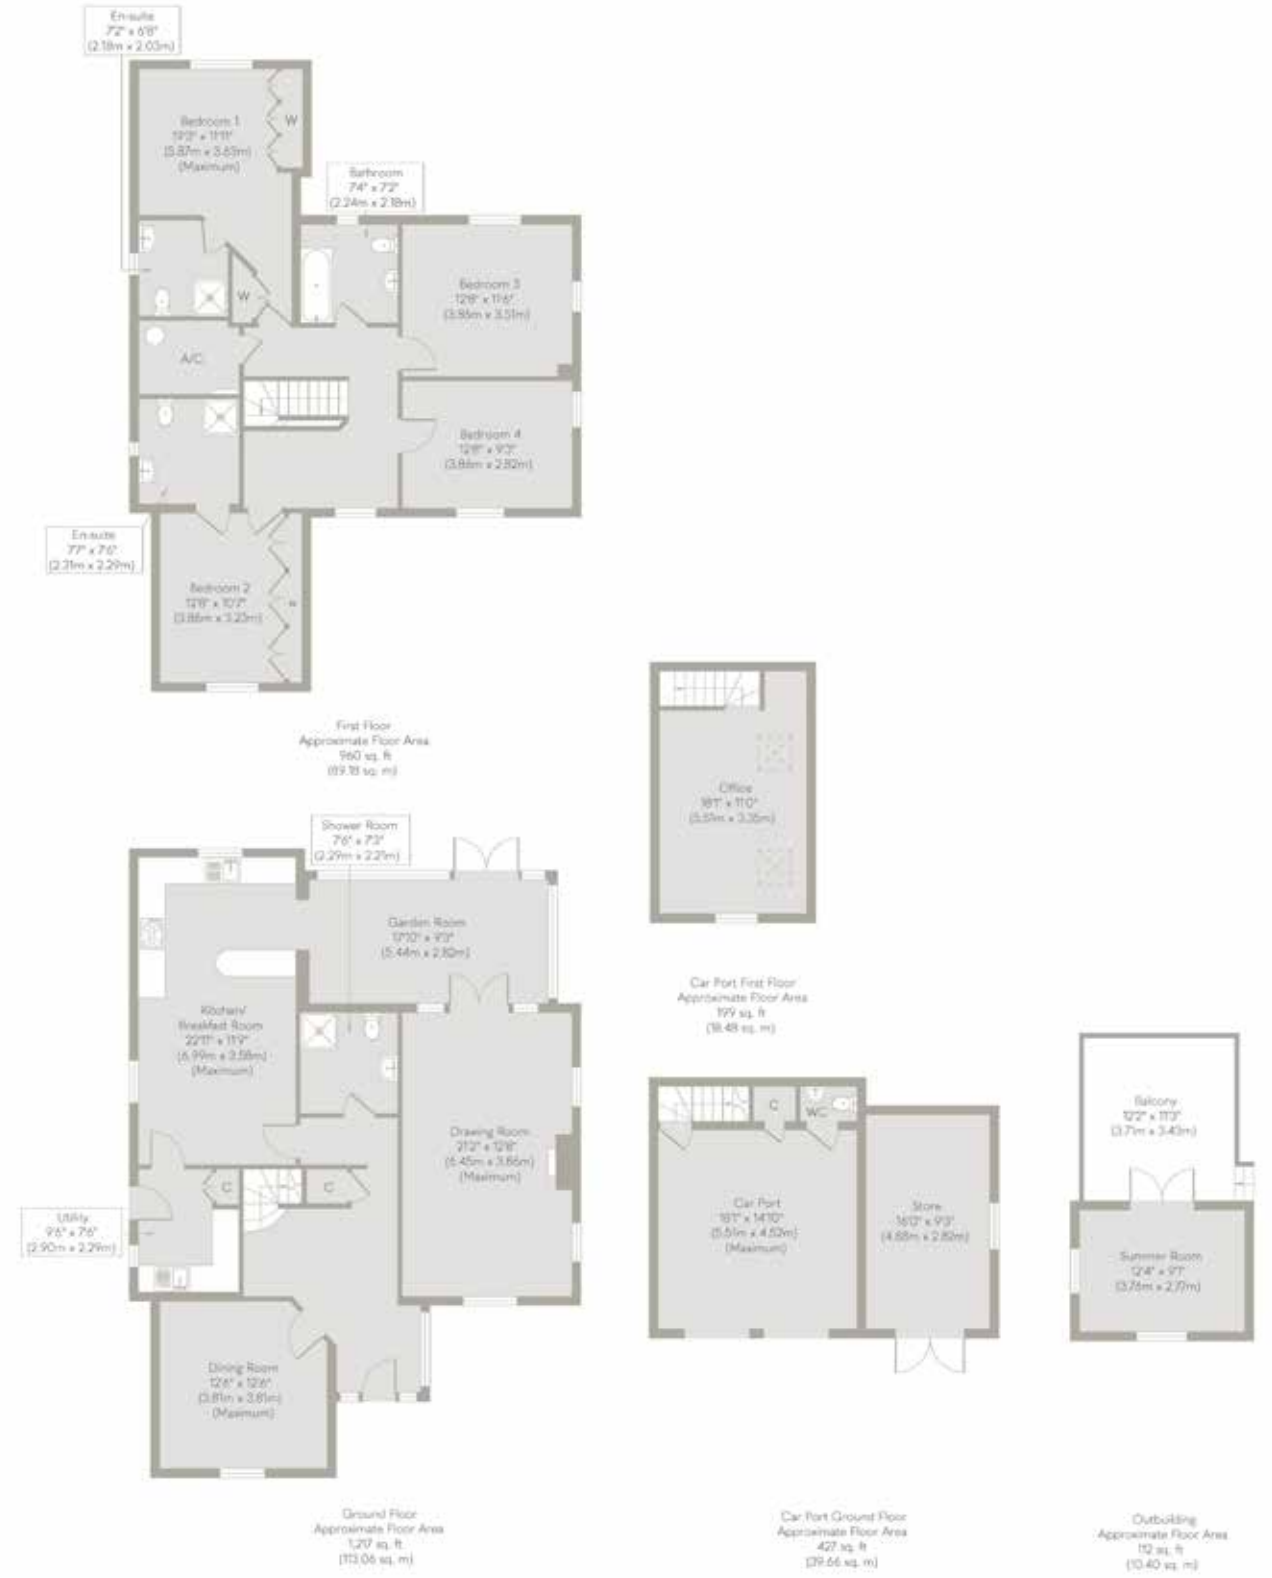 En-suite
7'2" x 6'8"
(2.18m x 2.03m)
Bedroom 1
19'3" x 11'11"
(5.87m x 3.63m)
(Maximum)
W
Bathroom
7'4" x 7'2"
(2.24m x 2.18m)
Bedroom 3
12'8" x 11'6"
(3.86m x 3.51m)
W
A/C
Bedroom 4
12'8" x 9'3"
(3.86m x 2.82m)
En-suite
7'7" x 7'6"
(2.31m x 2.29m)
Bedroom 2
12'8" x 10'7"
(3.86m x 3.23m)
W
First Floor
Approximate Floor Area
960 sq. ft
(89.18 sq. m)
Office
18'1" x 11'0"
(5.51m x 3.35m)
Car Port First Floor
Approximate Floor Area
199 sq. ft
(18.48 sq. m)
Shower Room
7'6" x 7'3"
(2.29m x 2.21m)
Garden Room
17'10" x 9'3"
(5.44m x 2.82m)
Kitchen/
Breakfast Room
22'11" x 11'9"
(6.99m x 3.58m)
(Maximum)
Drawing Room
21'2" x 12'8"
(6.45m x 3.86m)
(Maximum)
C
C
Utility
9'6" x 7'6"
(2.90m x 2.29m)
Dining Room
12'6" x 12'6"
(3.81m x 3.81m)
(Maximum)
Ground Floor
Approximate Floor Area
1,217 sq. ft
(113.06 sq. m)
C
WC
Car Port
18'1" x 14'10"
(5.51m x 4.52m)
(Maximum)
Store
16'0" x 9'3"
(4.88m x 2.82m)
Car Port Ground Floor
Approximate Floor Area
427 sq. ft
(39.66 sq. m)
Balcony
12'2" x 11'3"
(3.71m x 3.43m)
Summer Room
12'4" x 9'1"
(3.76m x 2.77m)
Outbuilding
Approximate Floor Area
112 sq. ft
(10.40 sq. m)